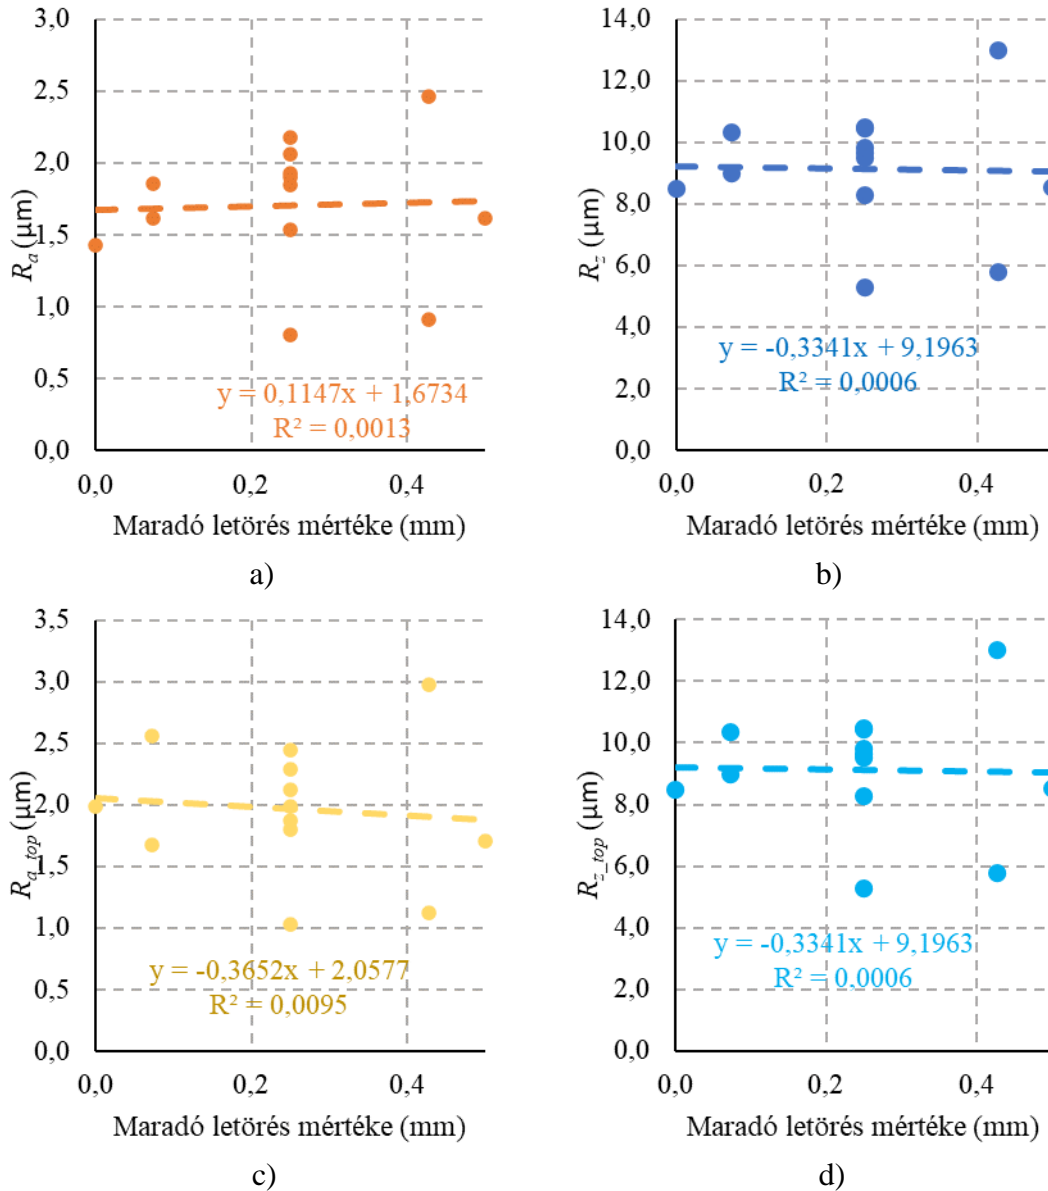 3,0
2,5
2,0
1,5
1,0
0,5
0,0
R_a (µm)
y = 0,1147x + 1,6734
R² = 0,0013
0,0 0,2 0,4
Maradó letörés mértéke (mm)
a)
14,0
12,0
10,0
8,0
6,0
4,0
2,0
0,0
R_z (µm)
y = -0,3341x + 9,1963
R² = 0,0006
0,0 0,2 0,4
Maradó letörés mértéke (mm)
b)
3,5
3,0
2,5
2,0
1,5
1,0
0,5
0,0
R_a_top (µm)
y = -0,3652x + 2,0577
R² = 0,0095
0,0 0,2 0,4
Maradó letörés mértéke (mm)
c)
14,0
12,0
10,0
8,0
6,0
4,0
2,0
0,0
R_z_top (µm)
y = -0,3341x + 9,1963
R² = 0,0006
0,0 0,2 0,4
Maradó letörés mértéke (mm)
d)